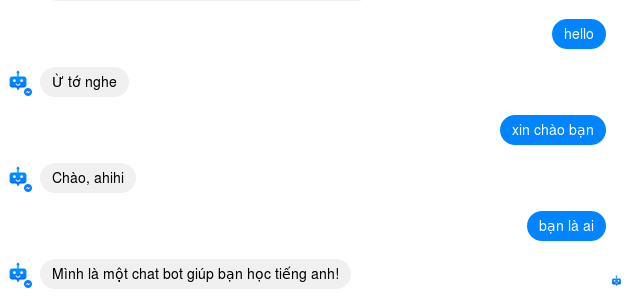 hello
Ừ tớ nghe
xin chào bạn
Chào, ahihi
bạn là ai
Mình là một chat bot giúp bạn học tiếng anh!